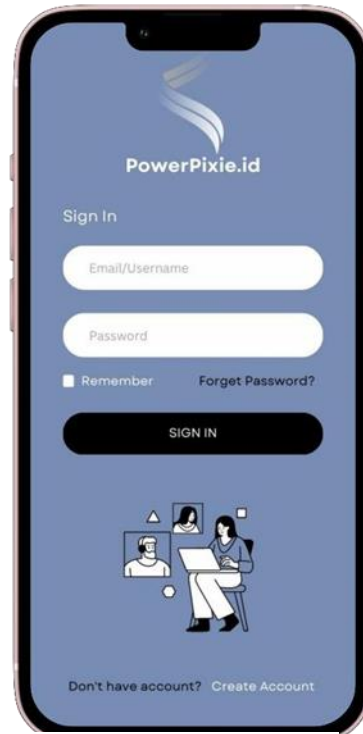 PowerPixie.id
Sign In
Email/Username
Password
Remember Forget Password?
SIGN IN
Don't have account? Create Account